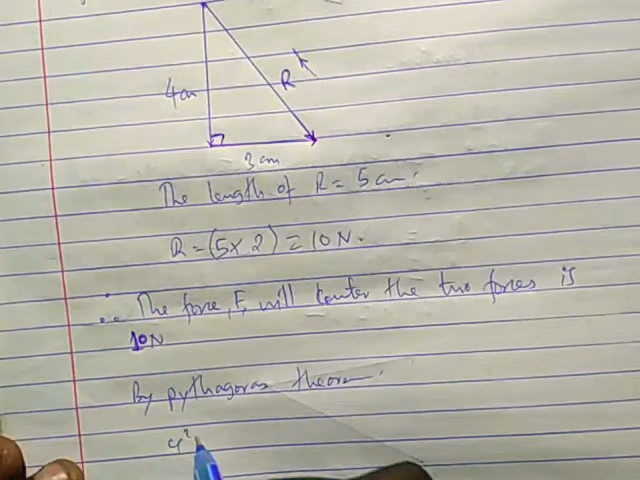 4cm
R
3cm
The length of R = 5cm.
R = (5 x 2) = 10N.
∴ The force, F, will counter the two forces is
10N
By pythagoras theorem.
4²